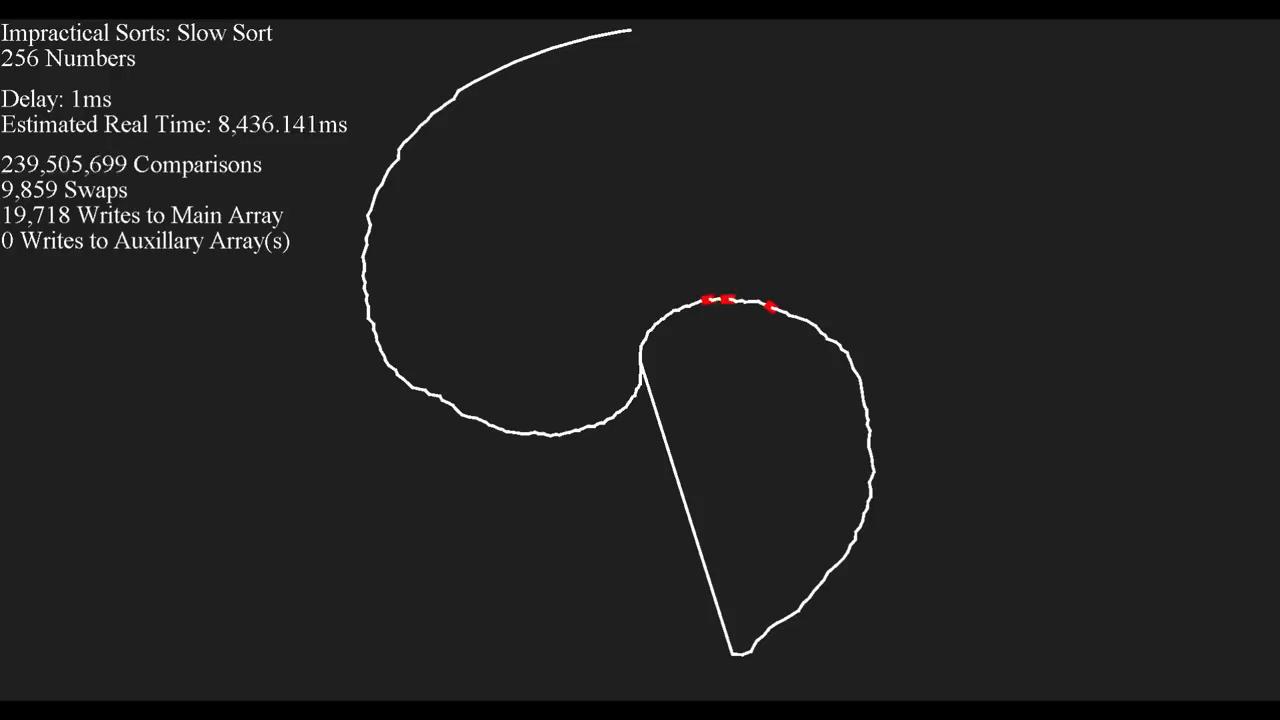 Impractical Sorts: Slow Sort
256 Numbers
Delay: 1ms
Estimated Real Time: 8,436.141ms
239,505,699 Comparisons
9,859 Swaps
19,718 Writes to Main Array
0 Writes to Auxillary Array(s)